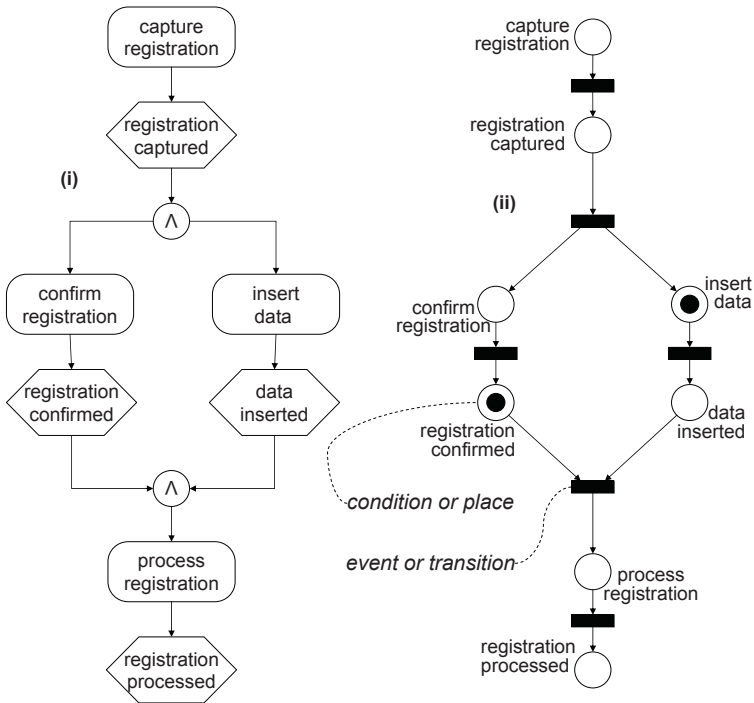 capture
registration
registration
captured
(i)
Λ
confirm
registration
insert
data
registration
confirmed
data
inserted
Λ
process
registration
registration
processed
capture
registration
registration
captured
(ii)
confirm
registration
insert
data
registration
confirmed
data
inserted
condition or place
event or transition
process
registration
registration
processed